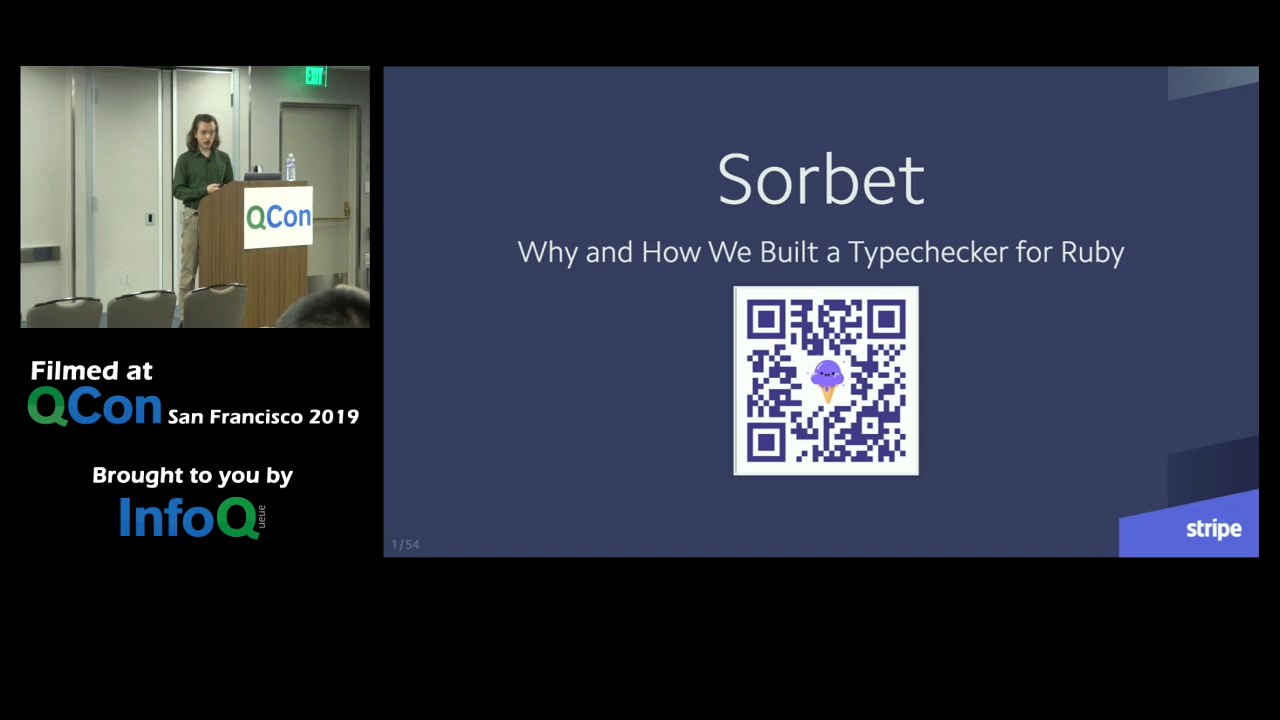 EXIT
QCon
Filmed at
QCon San Francisco 2019
Brought to you by
InfoQueue
Sorbet
Why and How We Built a Typechecker for Ruby
1/54
stripe